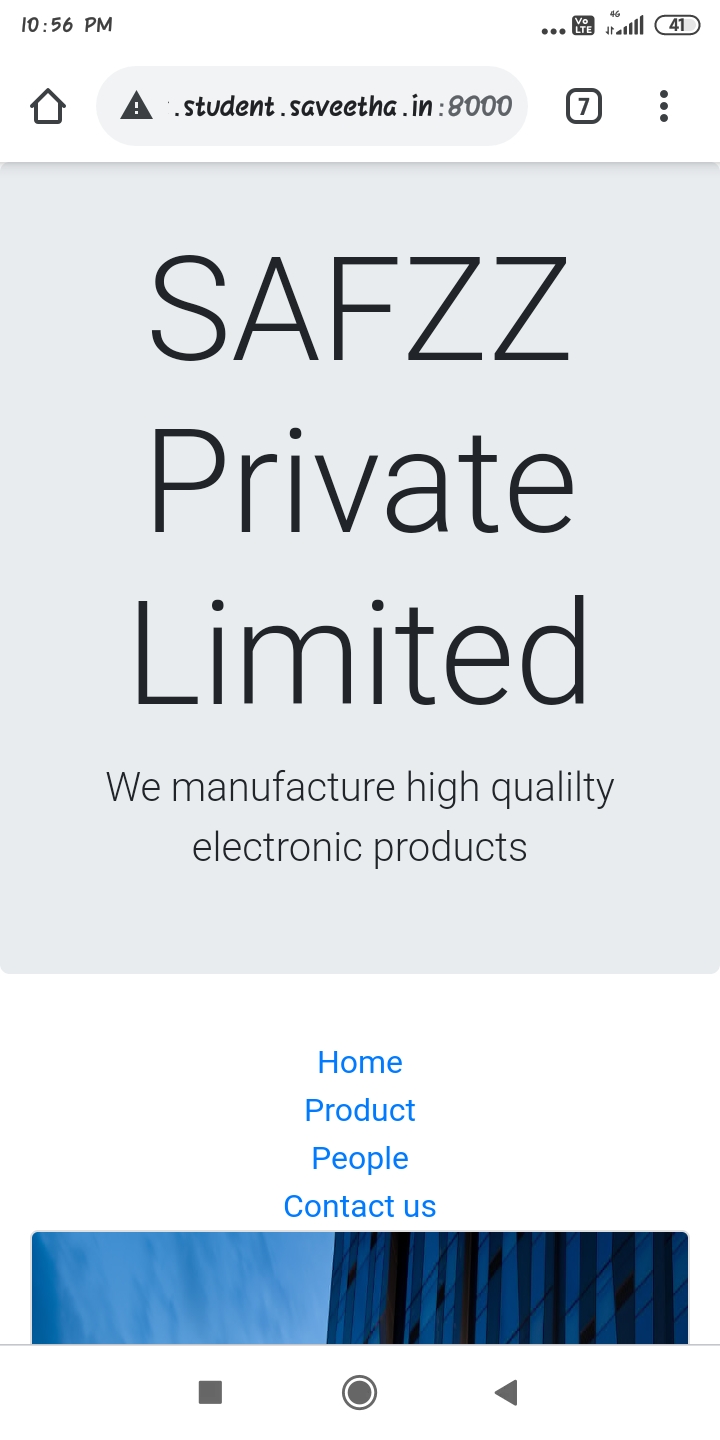 10:56 PM
Vo LTE 4G 41
.student.saveetha.in:8000 7
SAFZZ
Private
Limited
We manufacture high qualilty
electronic products
Home
Product
People
Contact us